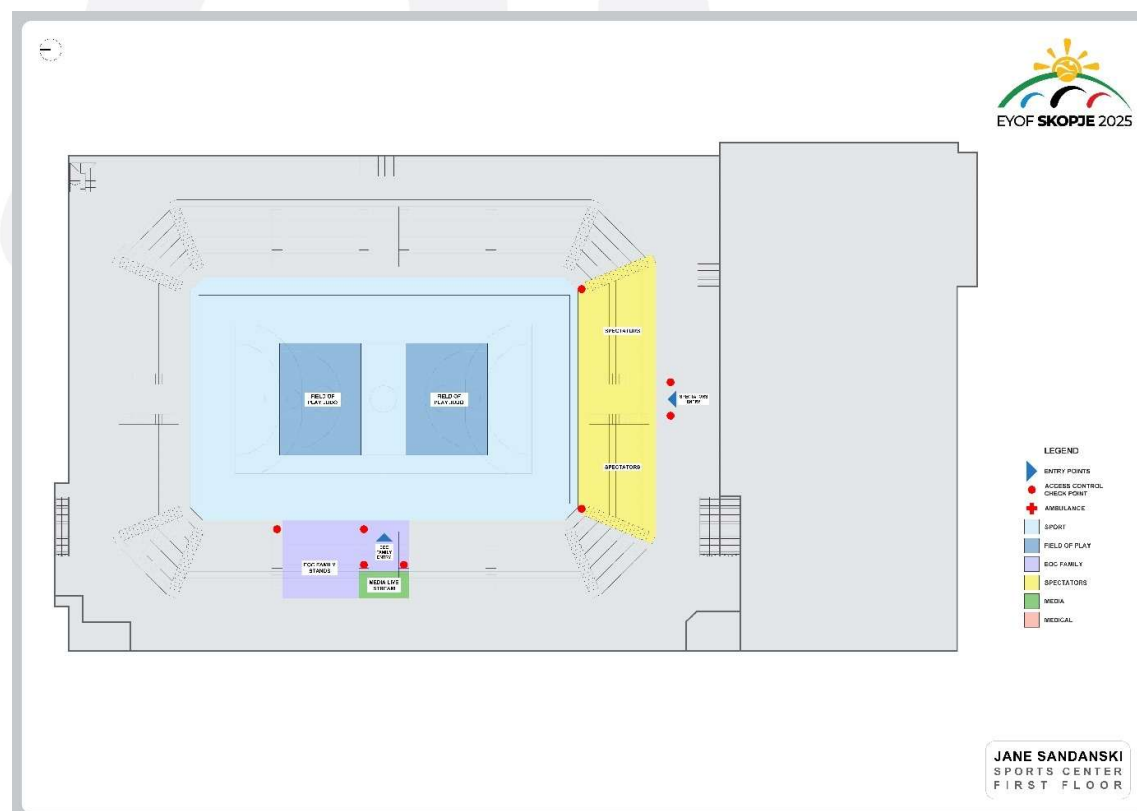 EYOF SKOPJE 2025
SPECTATORS
FIELD OF
PLAY JUDO
FIELD OF
PLAY JUDO
SPECTATORS
ENTRY
SPECTATORS
FAMILY
ENTRY
EOC FAMILY
STANDS
MEDIA LIVE
STREAM
LEGEND
ENTRY POINTS
ACCESS CONTROL
CHECK POINT
AMBULANCE
SPORT
FIELD OF PLAY
EOC FAMILY
SPECTATORS
MEDIA
MEDICAL
JANE SANDANSKI
SPORTS CENTER
FIRST FLOOR